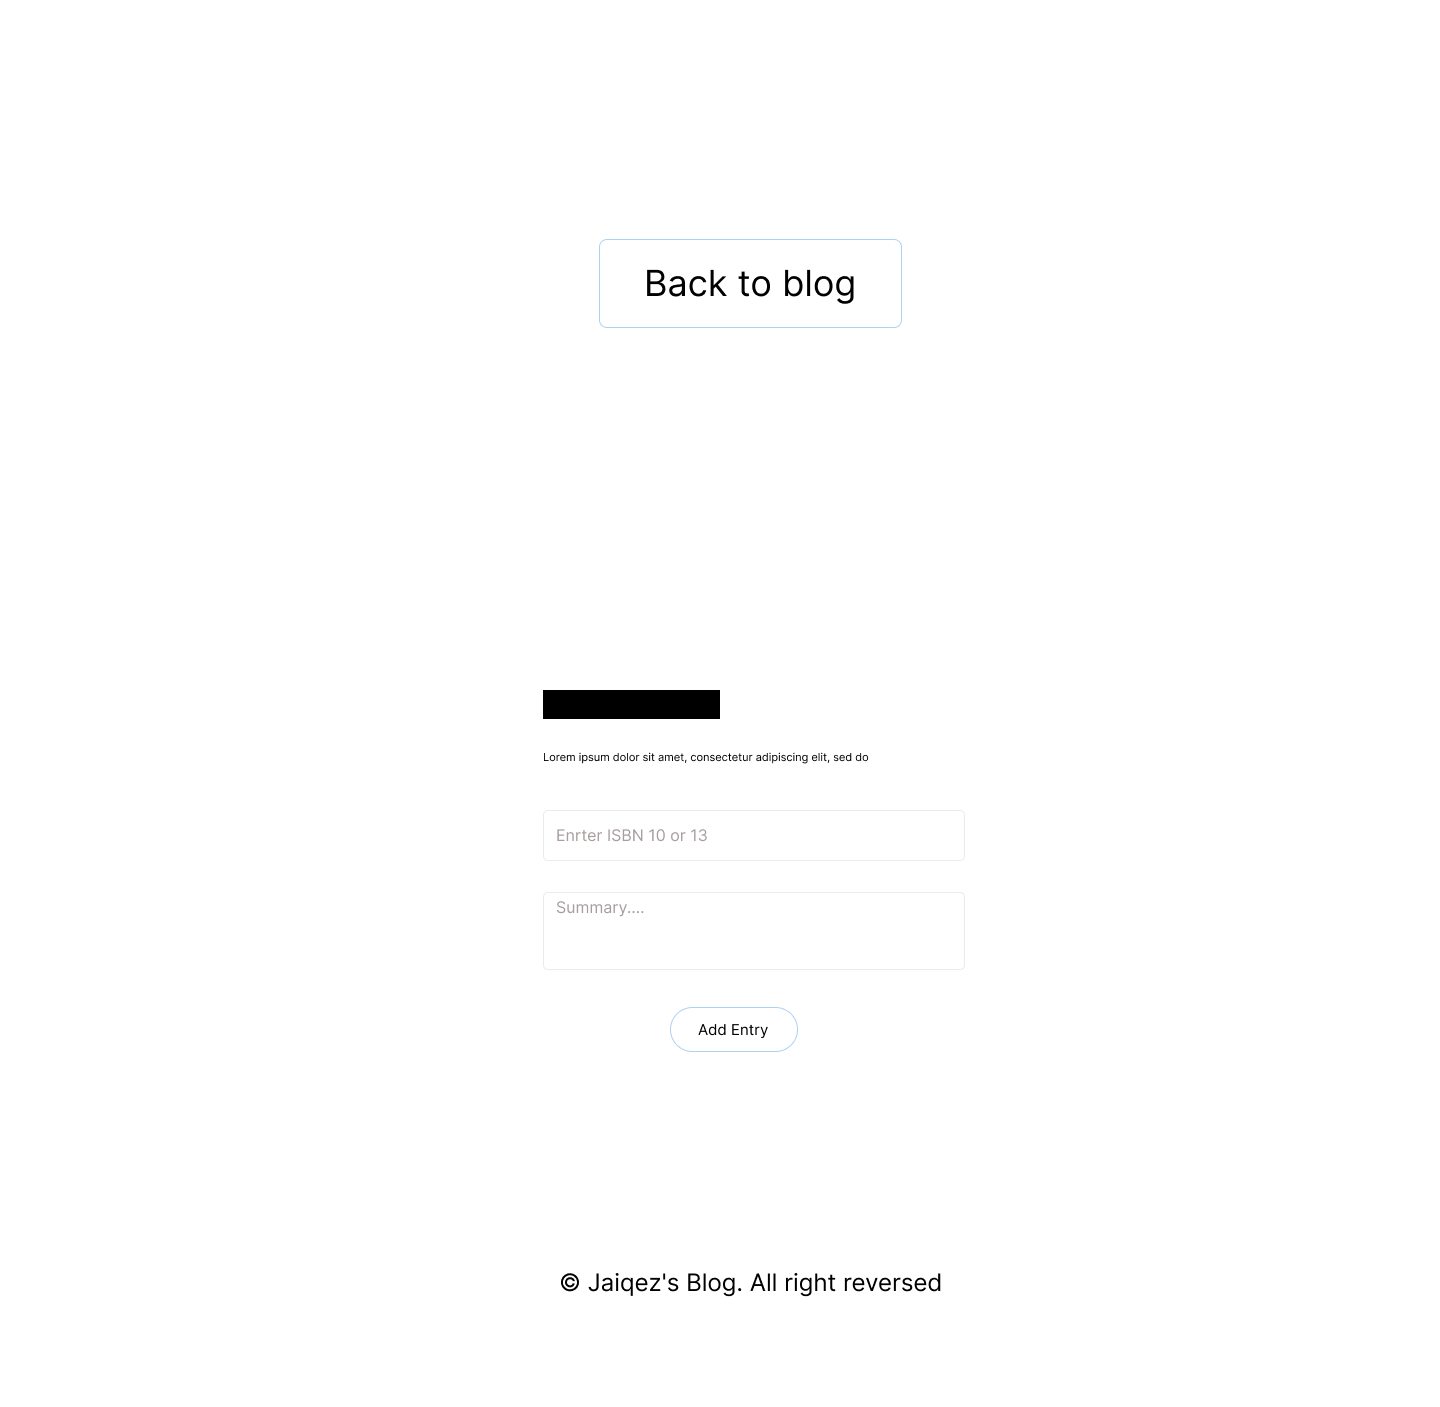 Back to blog
Lorem ipsum dolor sit amet, consectetur adipiscing elit, sed do
Enrter ISBN 10 or 13
Summary....
Add Entry
© Jaiqez's Blog. All right reversed